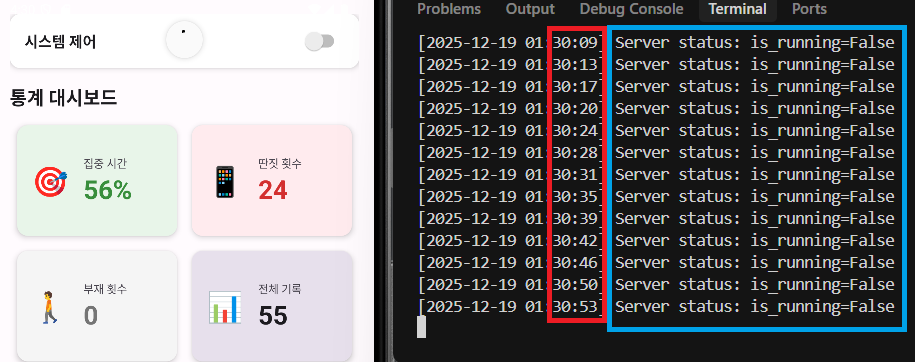 시스템 제어
통계 대시보드
집중 시간
56%
딴짓 횟수
24
부재 횟수
0
전체 기록
55
Problems Output Debug Console Terminal Ports
[2025-12-19 01:30:09] Server status: is_running=False
[2025-12-19 01:30:13] Server status: is_running=False
[2025-12-19 01:30:17] Server status: is_running=False
[2025-12-19 01:30:20] Server status: is_running=False
[2025-12-19 01:30:24] Server status: is_running=False
[2025-12-19 01:30:28] Server status: is_running=False
[2025-12-19 01:30:31] Server status: is_running=False
[2025-12-19 01:30:35] Server status: is_running=False
[2025-12-19 01:30:39] Server status: is_running=False
[2025-12-19 01:30:42] Server status: is_running=False
[2025-12-19 01:30:46] Server status: is_running=False
[2025-12-19 01:30:50] Server status: is_running=False
[2025-12-19 01:30:53] Server status: is_running=False